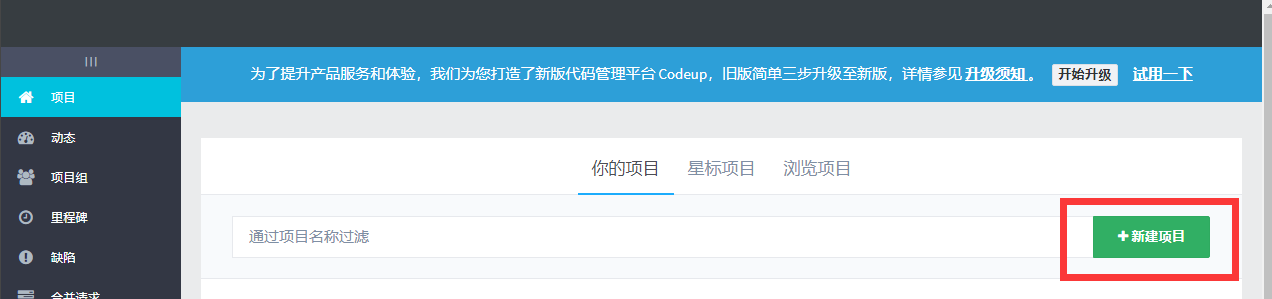 为了提升产品服务和体验，我们为您打造了新版代码管理平台 Codeup，旧版简单三步升级至新版，详情参见 升级须知 。 开始升级 试用一下
项目
动态
项目组
里程碑
缺陷
合并请求
你的项目 星标项目 浏览项目
通过项目名称过滤
新建项目